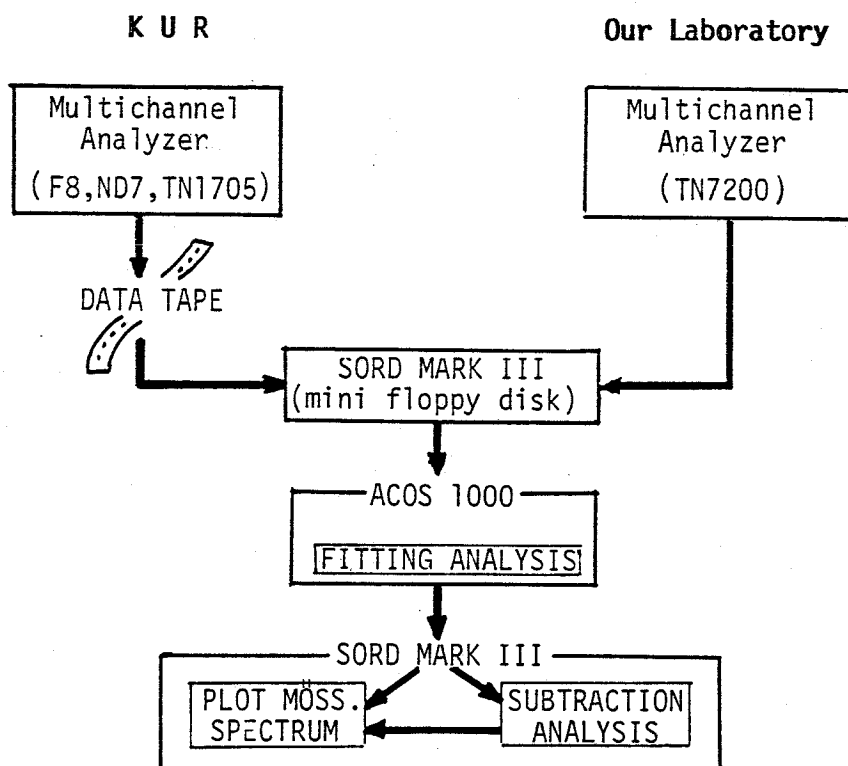 K U R
Our Laboratory
Multichannel
Analyzer
(F8,ND7,TN1705)
Multichannel
Analyzer
(TN7200)
DATA TAPE
SORD MARK III
(mini floppy disk)
ACOS 1000
FITTING ANALYSIS
SORD MARK III
PLOT MÖSS.
SPECTRUM
SUBTRACTION
ANALYSIS